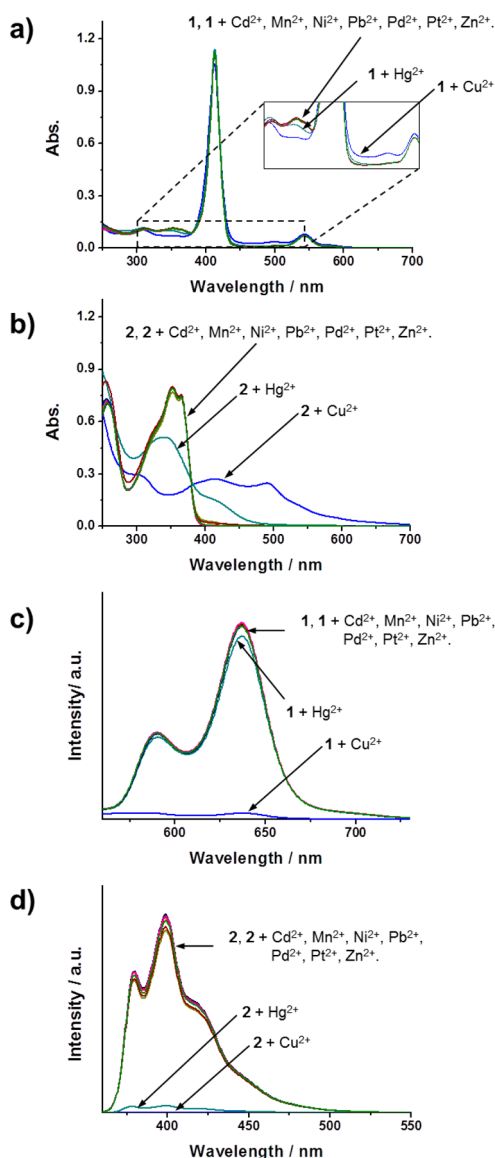 a)
1, 1 + Cd²⁺, Mn²⁺, Ni²⁺, Pb²⁺, Pd²⁺, Pt²⁺, Zn²⁺.
1 + Hg²⁺
1 + Cu²⁺
Abs.
1.2
0.9
0.6
0.3
0.0
300 400 500 600 700
Wavelength / nm
b)
2, 2 + Cd²⁺, Mn²⁺, Ni²⁺, Pb²⁺, Pd²⁺, Pt²⁺, Zn²⁺.
2 + Hg²⁺
2 + Cu²⁺
Abs.
1.2
0.9
0.6
0.3
0.0
300 350 400 450 500 550 600 650 700
Wavelength / nm
c)
1, 1 + Cd²⁺, Mn²⁺, Ni²⁺, Pb²⁺,
Pd²⁺, Pt²⁺, Zn²⁺.
1 + Hg²⁺
1 + Cu²⁺
Intensity/ a.u.
600 650 700
Wavelength / nm
d)
2, 2 + Cd²⁺, Mn²⁺, Ni²⁺, Pb²⁺,
Pd²⁺, Pt²⁺, Zn²⁺.
2 + Hg²⁺
2 + Cu²⁺
Intensity / a.u.
400 450 500 550
Wavelength / nm